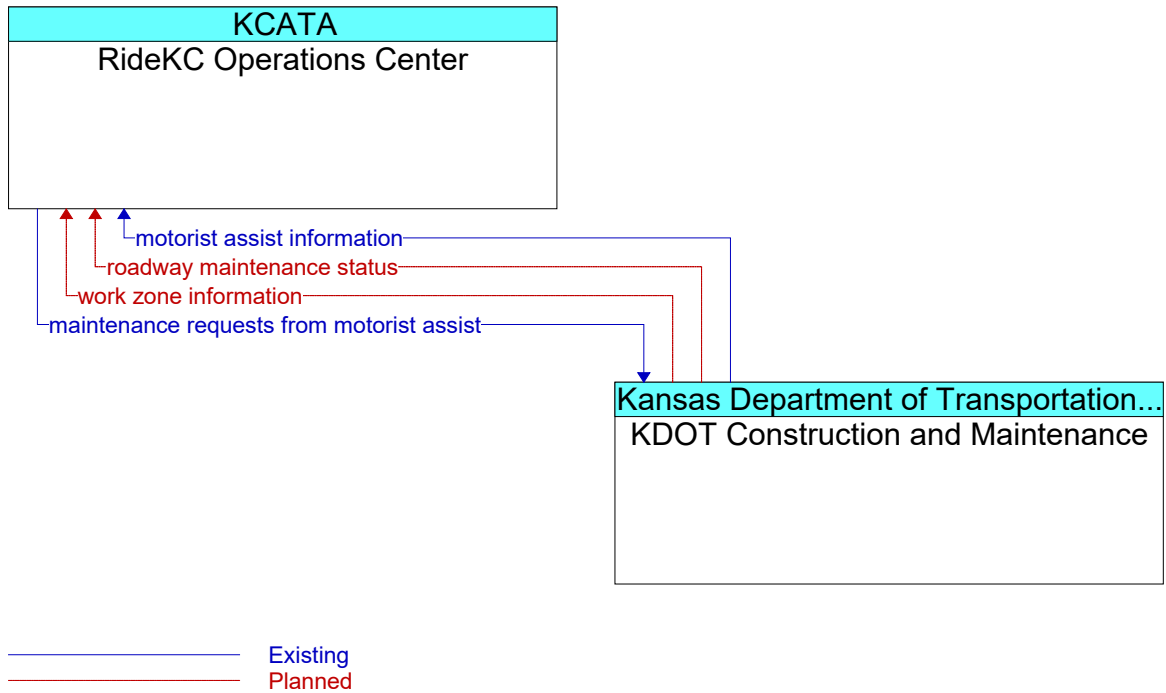 KCATA
RideKC Operations Center
motorist assist information
roadway maintenance status
work zone information
maintenance requests from motorist assist
Kansas Department of Transportation...
KDOT Construction and Maintenance
Existing
Planned